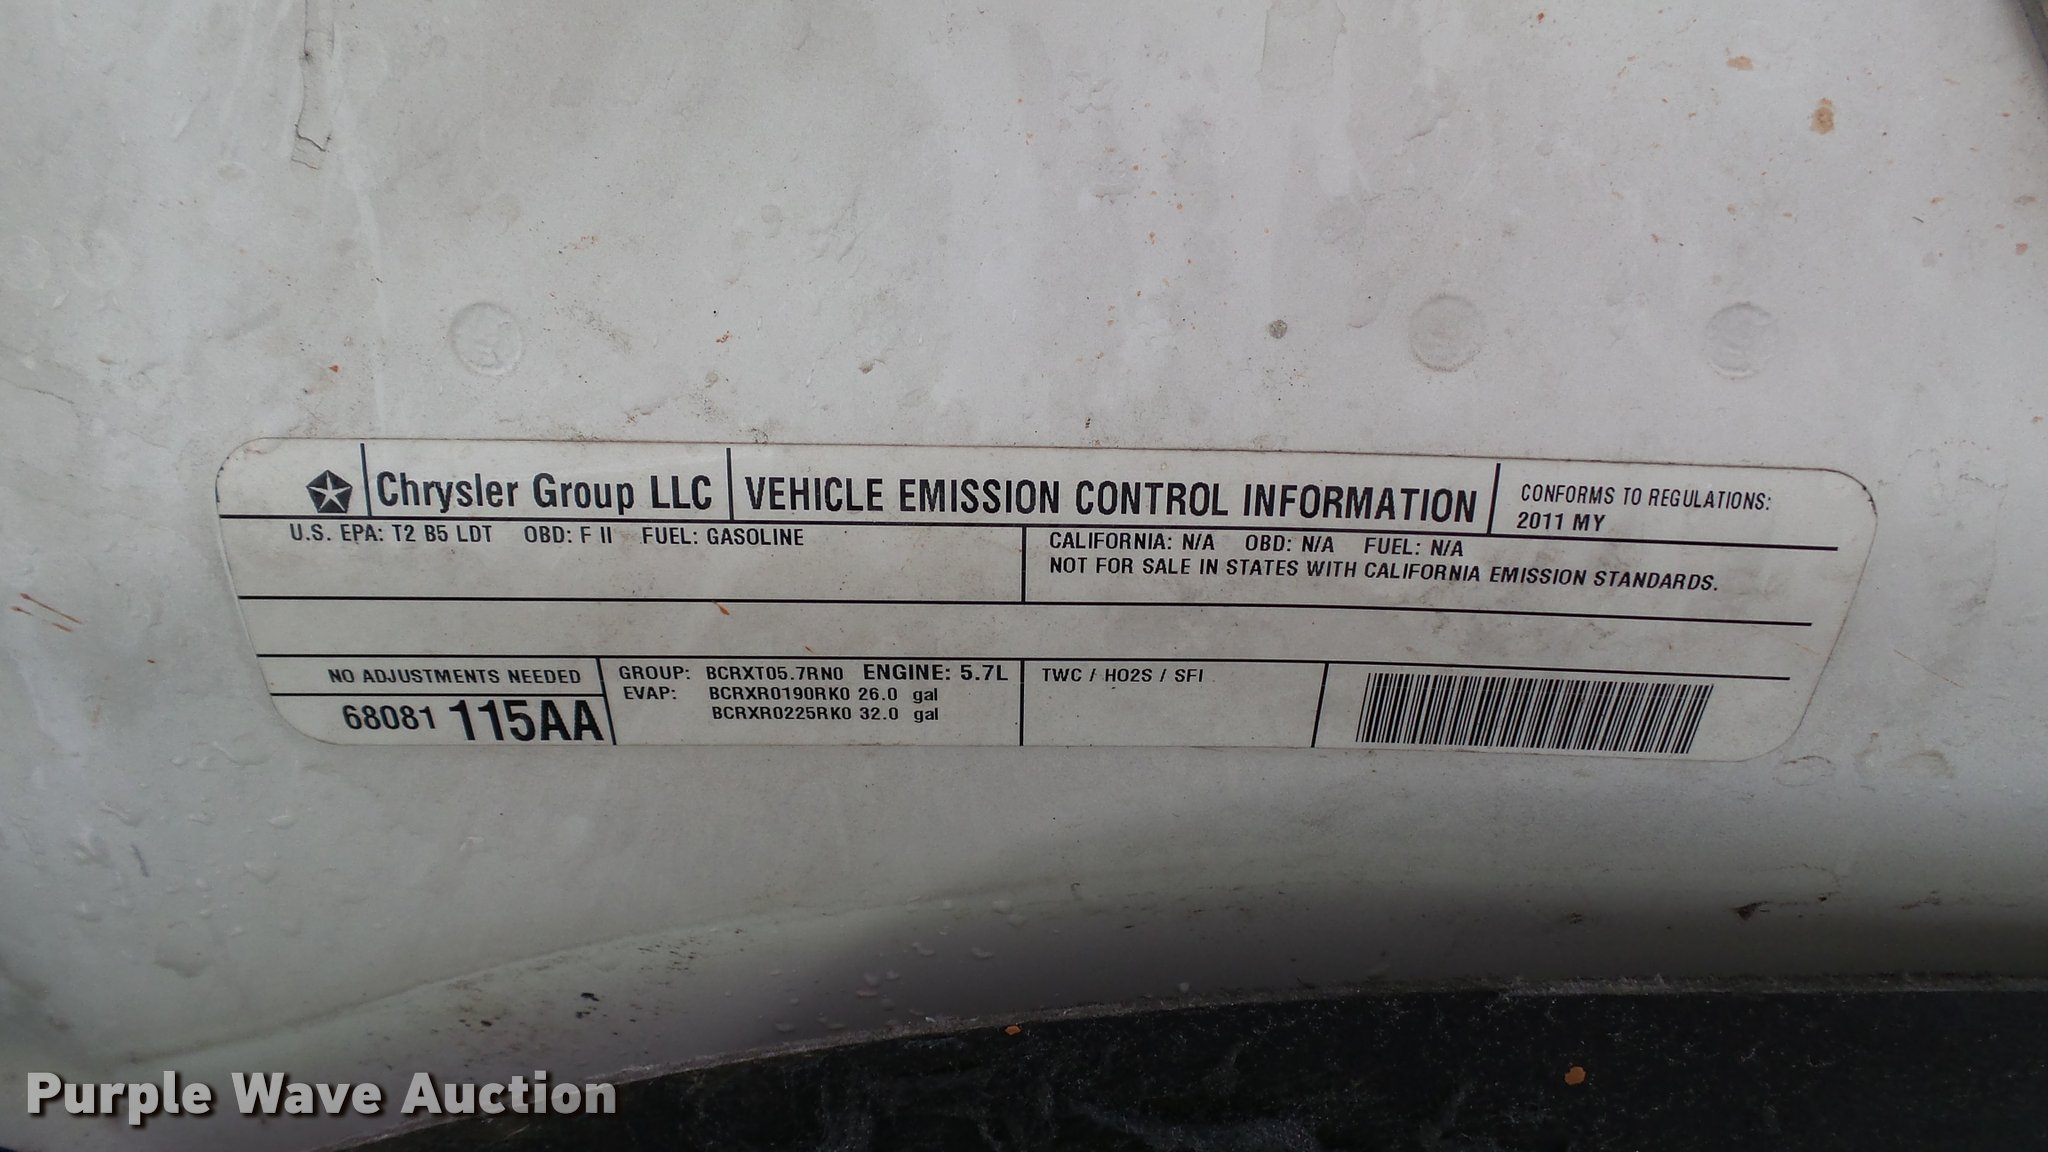 Chrysler Group LLC
VEHICLE EMISSION CONTROL INFORMATION
CONFORMS TO REGULATIONS:
2011 MY
U.S. EPA: T2 B5 LDT OBD: F II FUEL: GASOLINE
CALIFORNIA: N/A OBD: N/A FUEL: N/A
NOT FOR SALE IN STATES WITH CALIFORNIA EMISSION STANDARDS.
NO ADJUSTMENTS NEEDED
68081 115AA
GROUP: BCRXT05.7RN0 ENGINE: 5.7L
EVAP: BCRXR0190RK0 26.0 gal
BCRXR0225RK0 32.0 gal
TWC / HO2S / SFI
Purple Wave Auction